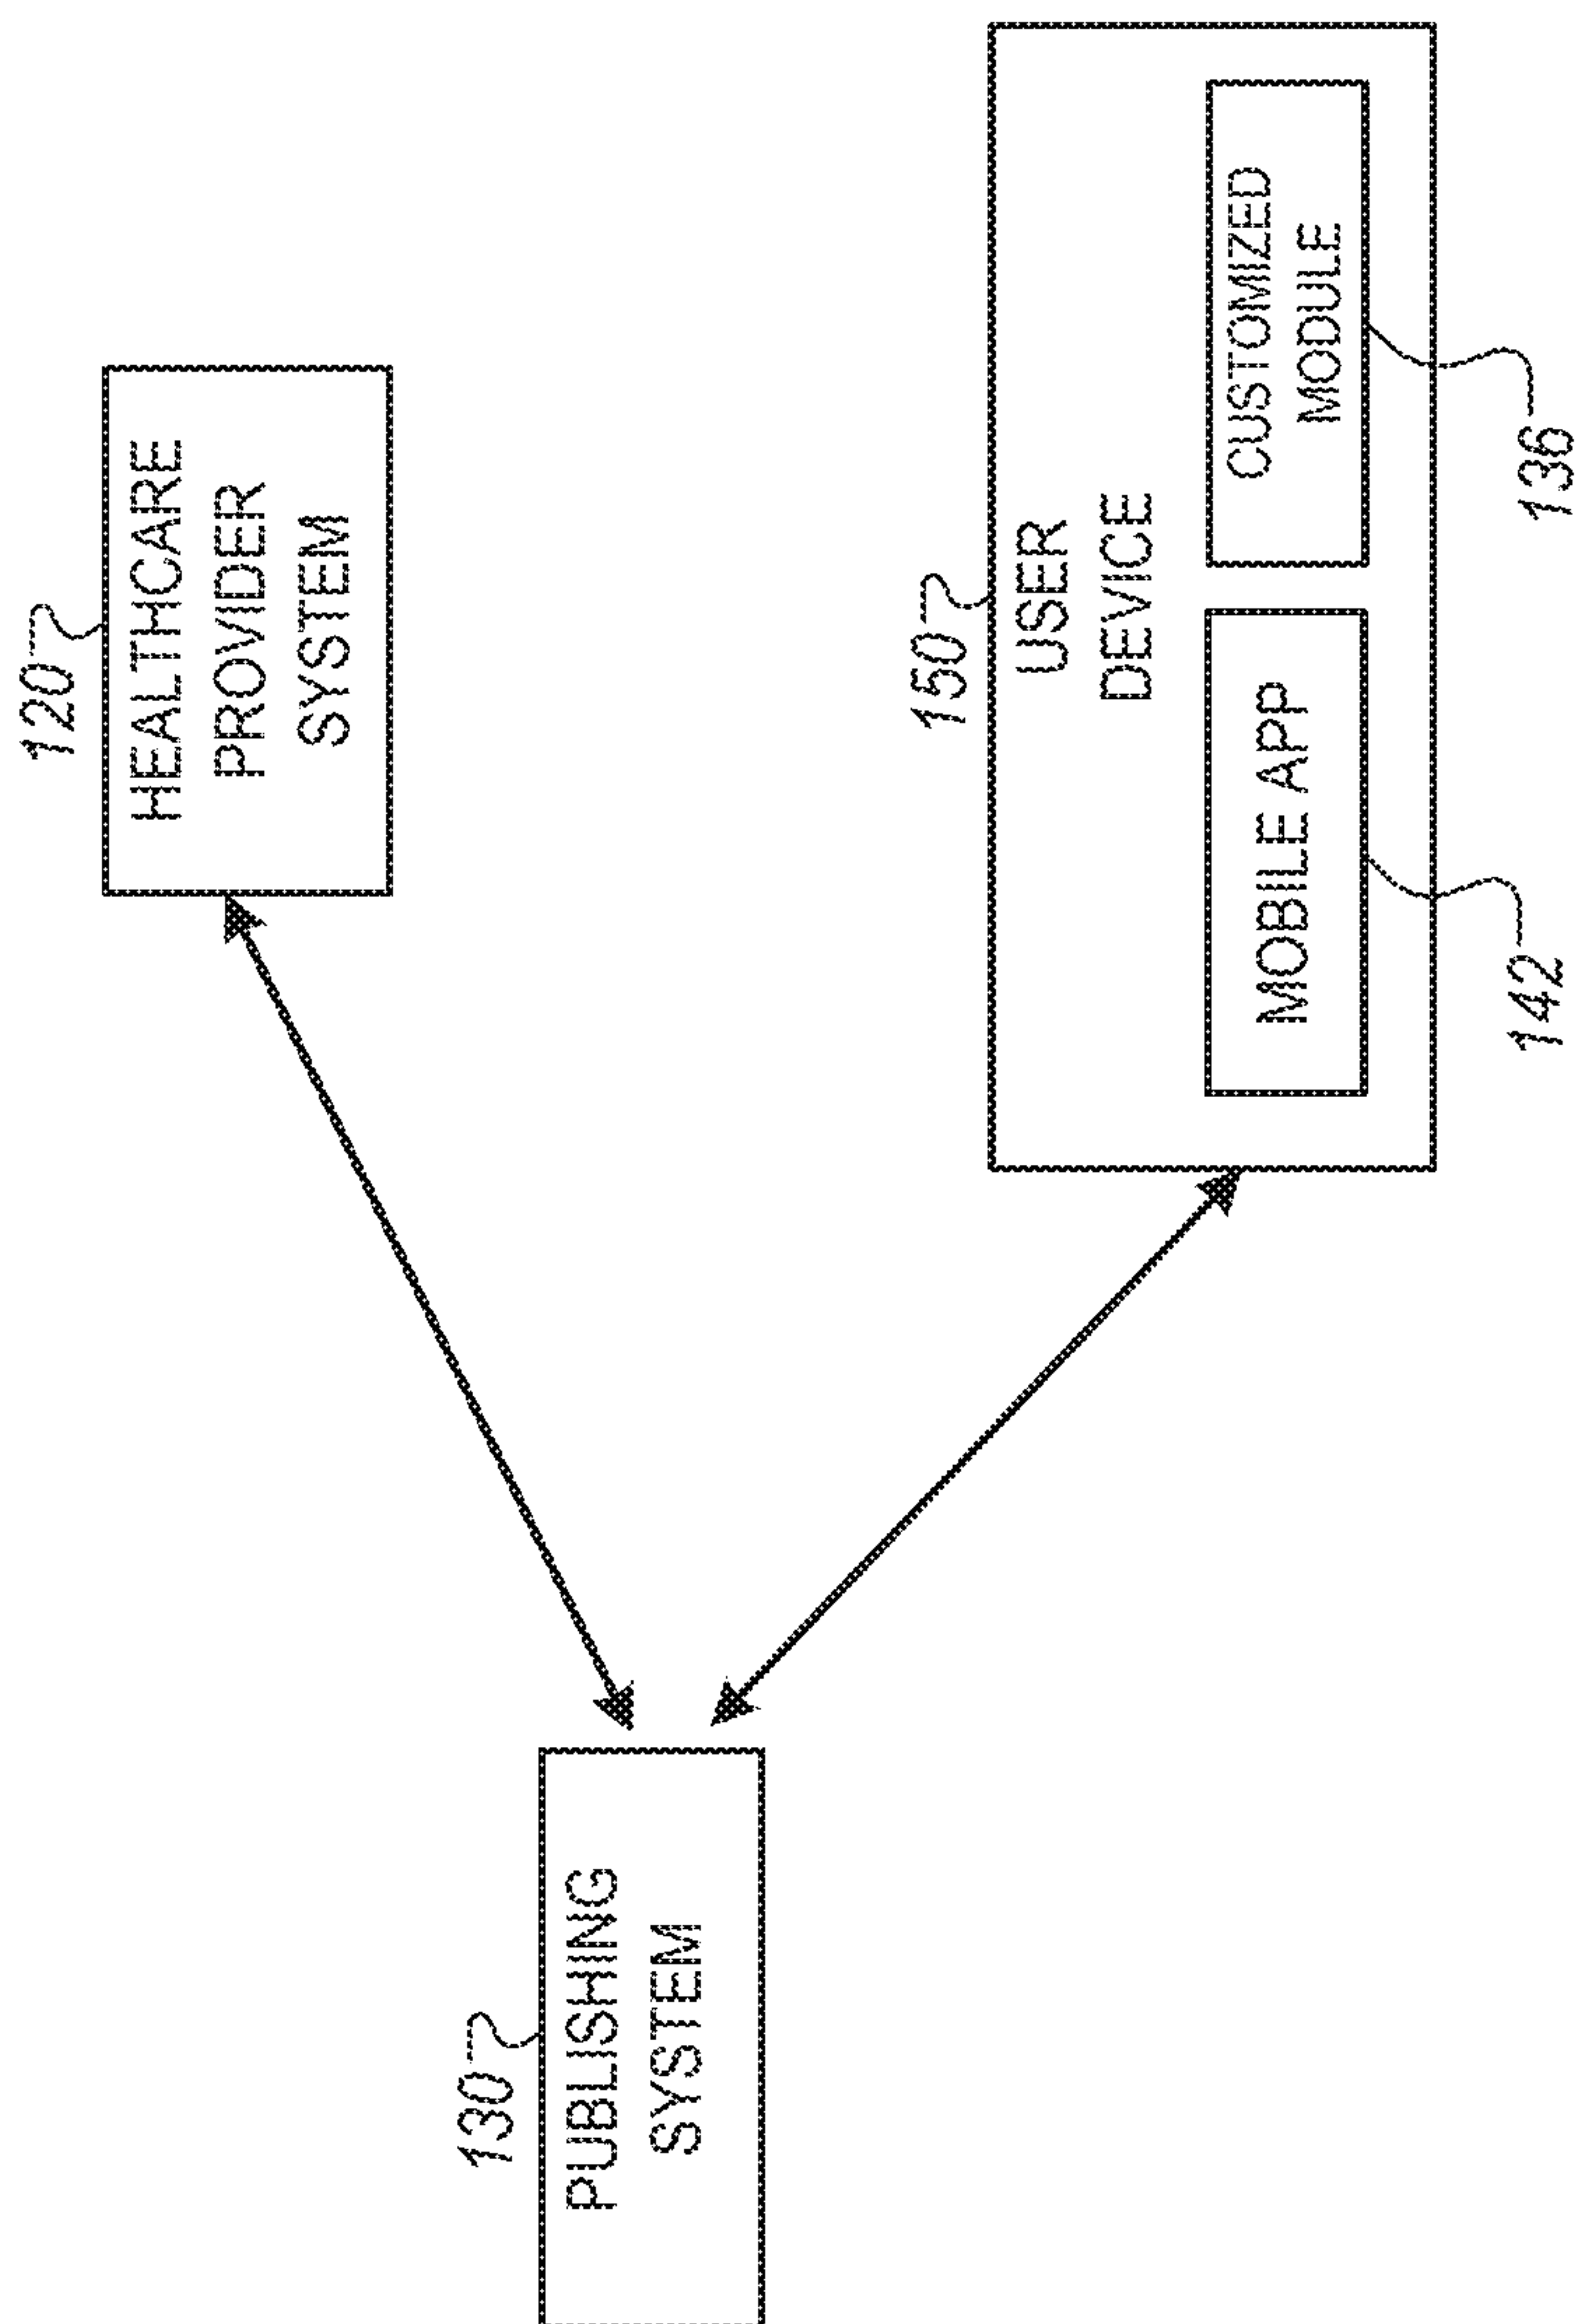 120
HEALTHCARE
PROVIDER
SYSTEM
130
PUBLISHING
SYSTEM
150
USER
DEVICE
MOBILE APP
CUSTOMIZED
MODULE
142
136